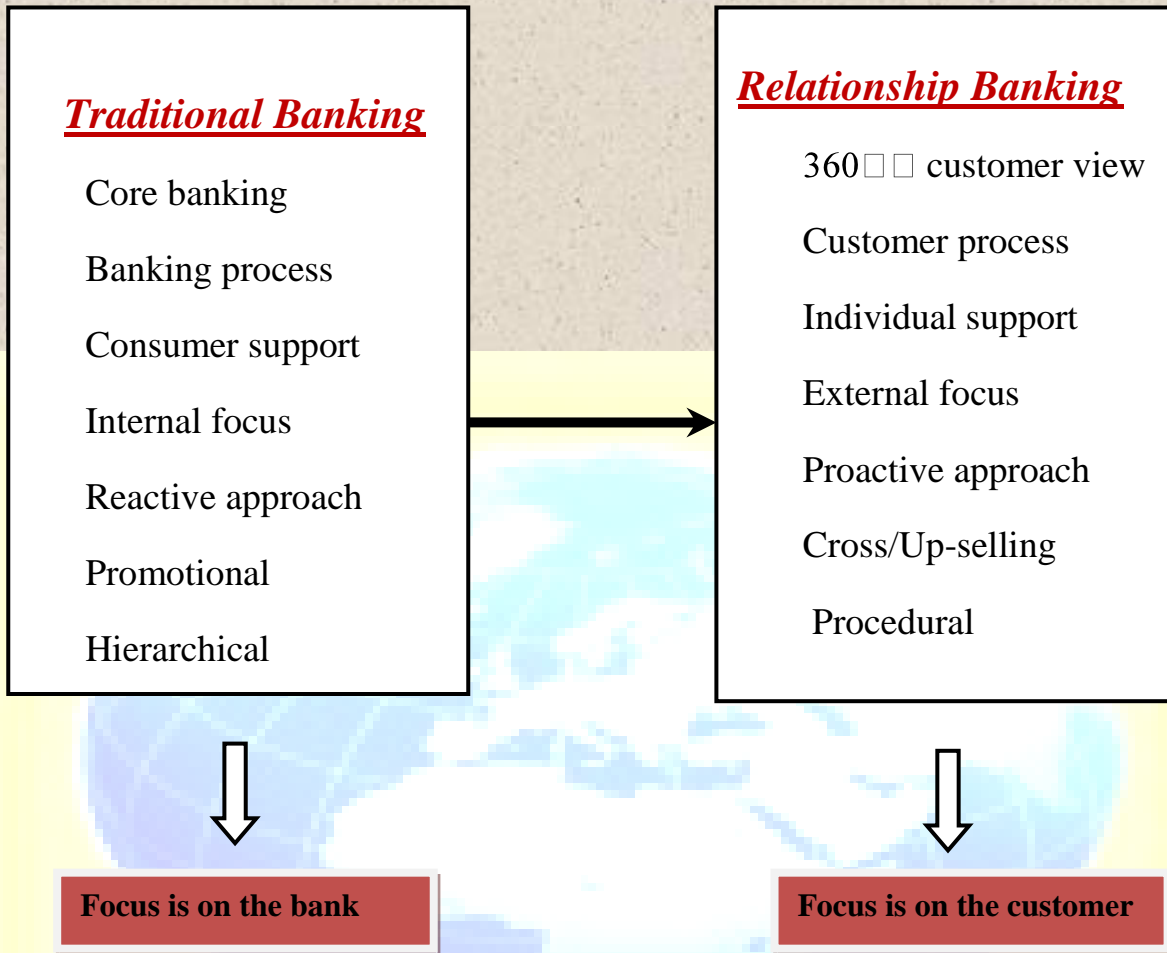 Traditional Banking
Core banking
Banking process
Consumer support
Internal focus
Reactive approach
Promotional
Hierarchical
Relationship Banking
360□□ customer view
Customer process
Individual support
External focus
Proactive approach
Cross/Up-selling
Procedural
Focus is on the bank
Focus is on the customer